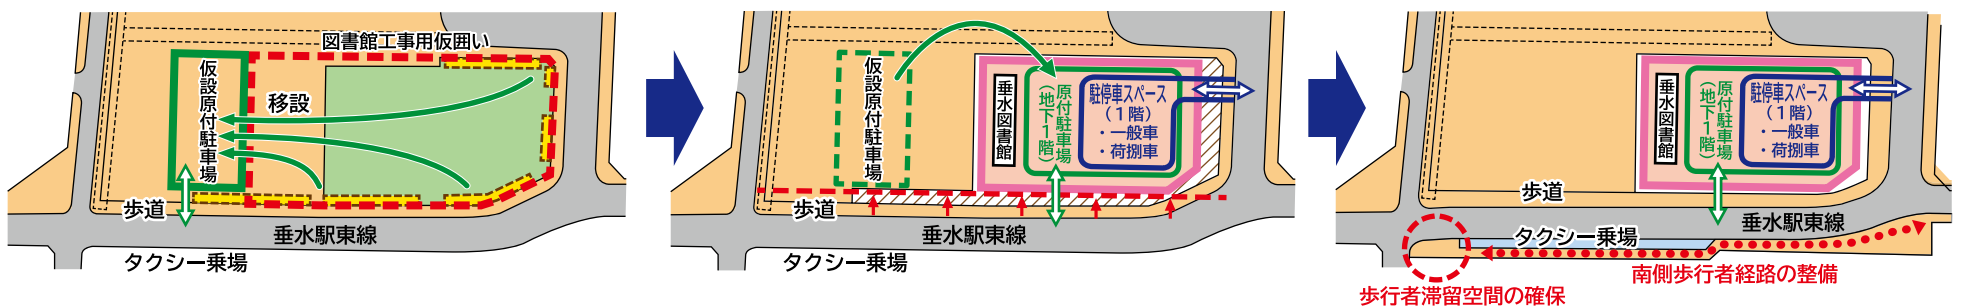 図書館工事用仮囲い
仮設原付駐車場
移設
歩道
垂水駅東線
タクシー乗場
仮設原付駐車場
垂水図書館
原付駐車場
（地下１階）
駐停車スペース
（１階）
・一般車
・荷捌車
歩道
垂水駅東線
タクシー乗場
垂水図書館
原付駐車場
（地下１階）
駐停車スペース
（１階）
・一般車
・荷捌車
歩道
垂水駅東線
タクシー乗場
南側歩行者経路の整備
歩行者滞留空間の確保